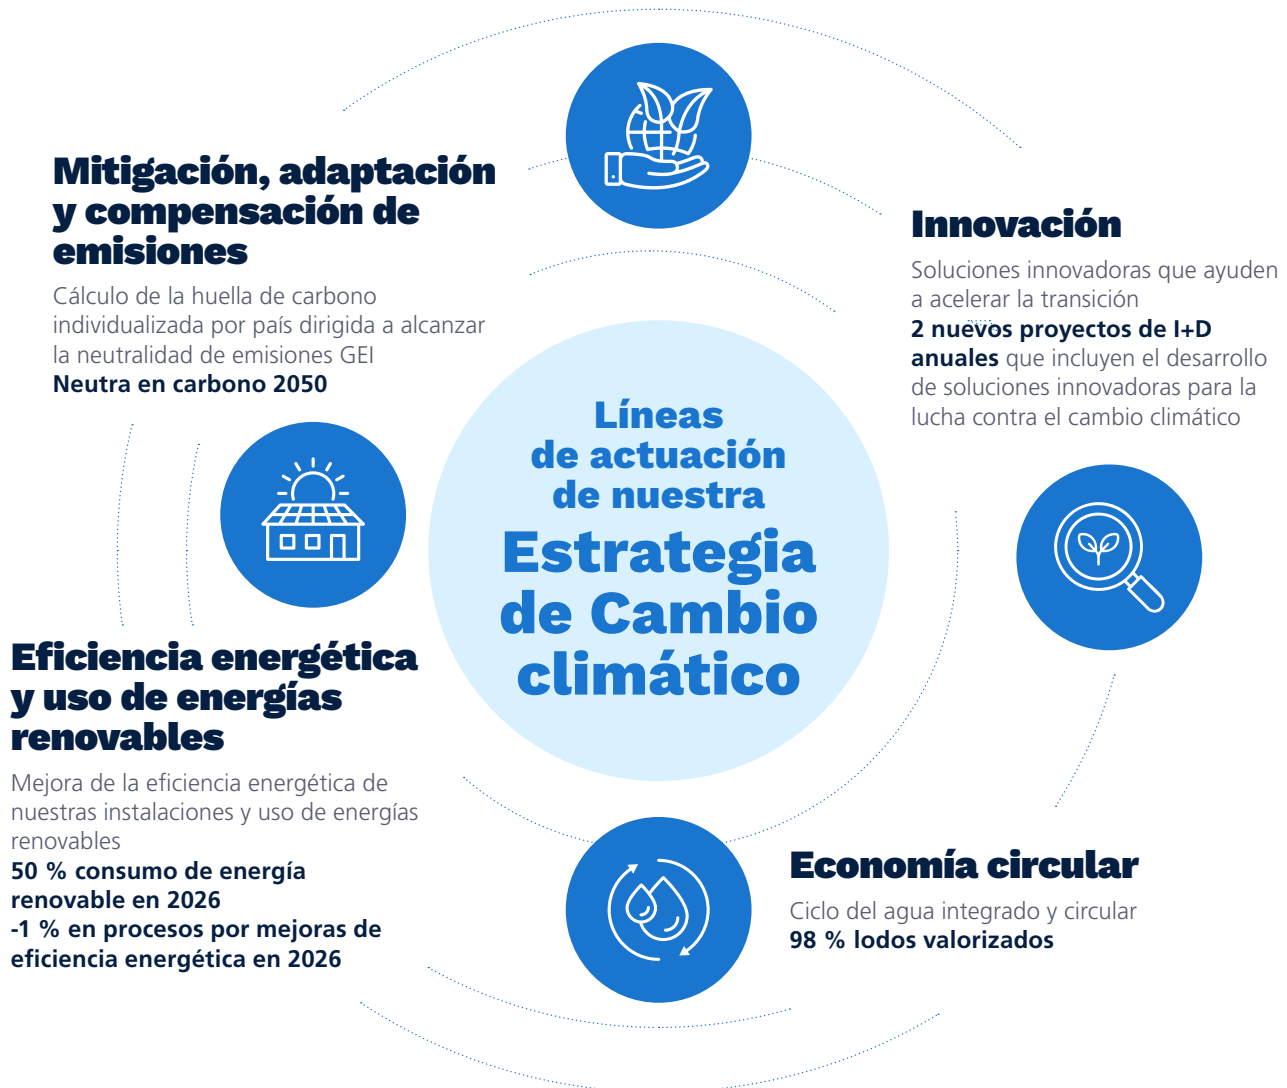 Mitigación, adaptación
y compensación de
emisiones
Cálculo de la huella de carbono
individualizada por país dirigida a alcanzar
la neutralidad de emisiones GEI
Neutra en carbono 2050
Innovación
Soluciones innovadoras que ayuden
a acelerar la transición
2 nuevos proyectos de I+D
anuales que incluyen el desarrollo
de soluciones innovadoras para la
lucha contra el cambio climático
Líneas
de actuación
de nuestra
Estrategia
de Cambio
climático
Eficiencia energética
y uso de energías
renovables
Mejora de la eficiencia energética de
nuestras instalaciones y uso de energías
renovables
50 % consumo de energía
renovable en 2026
-1 % en procesos por mejoras de
eficiencia energética en 2026
Economía circular
Ciclo del agua integrado y circular
98 % lodos valorizados